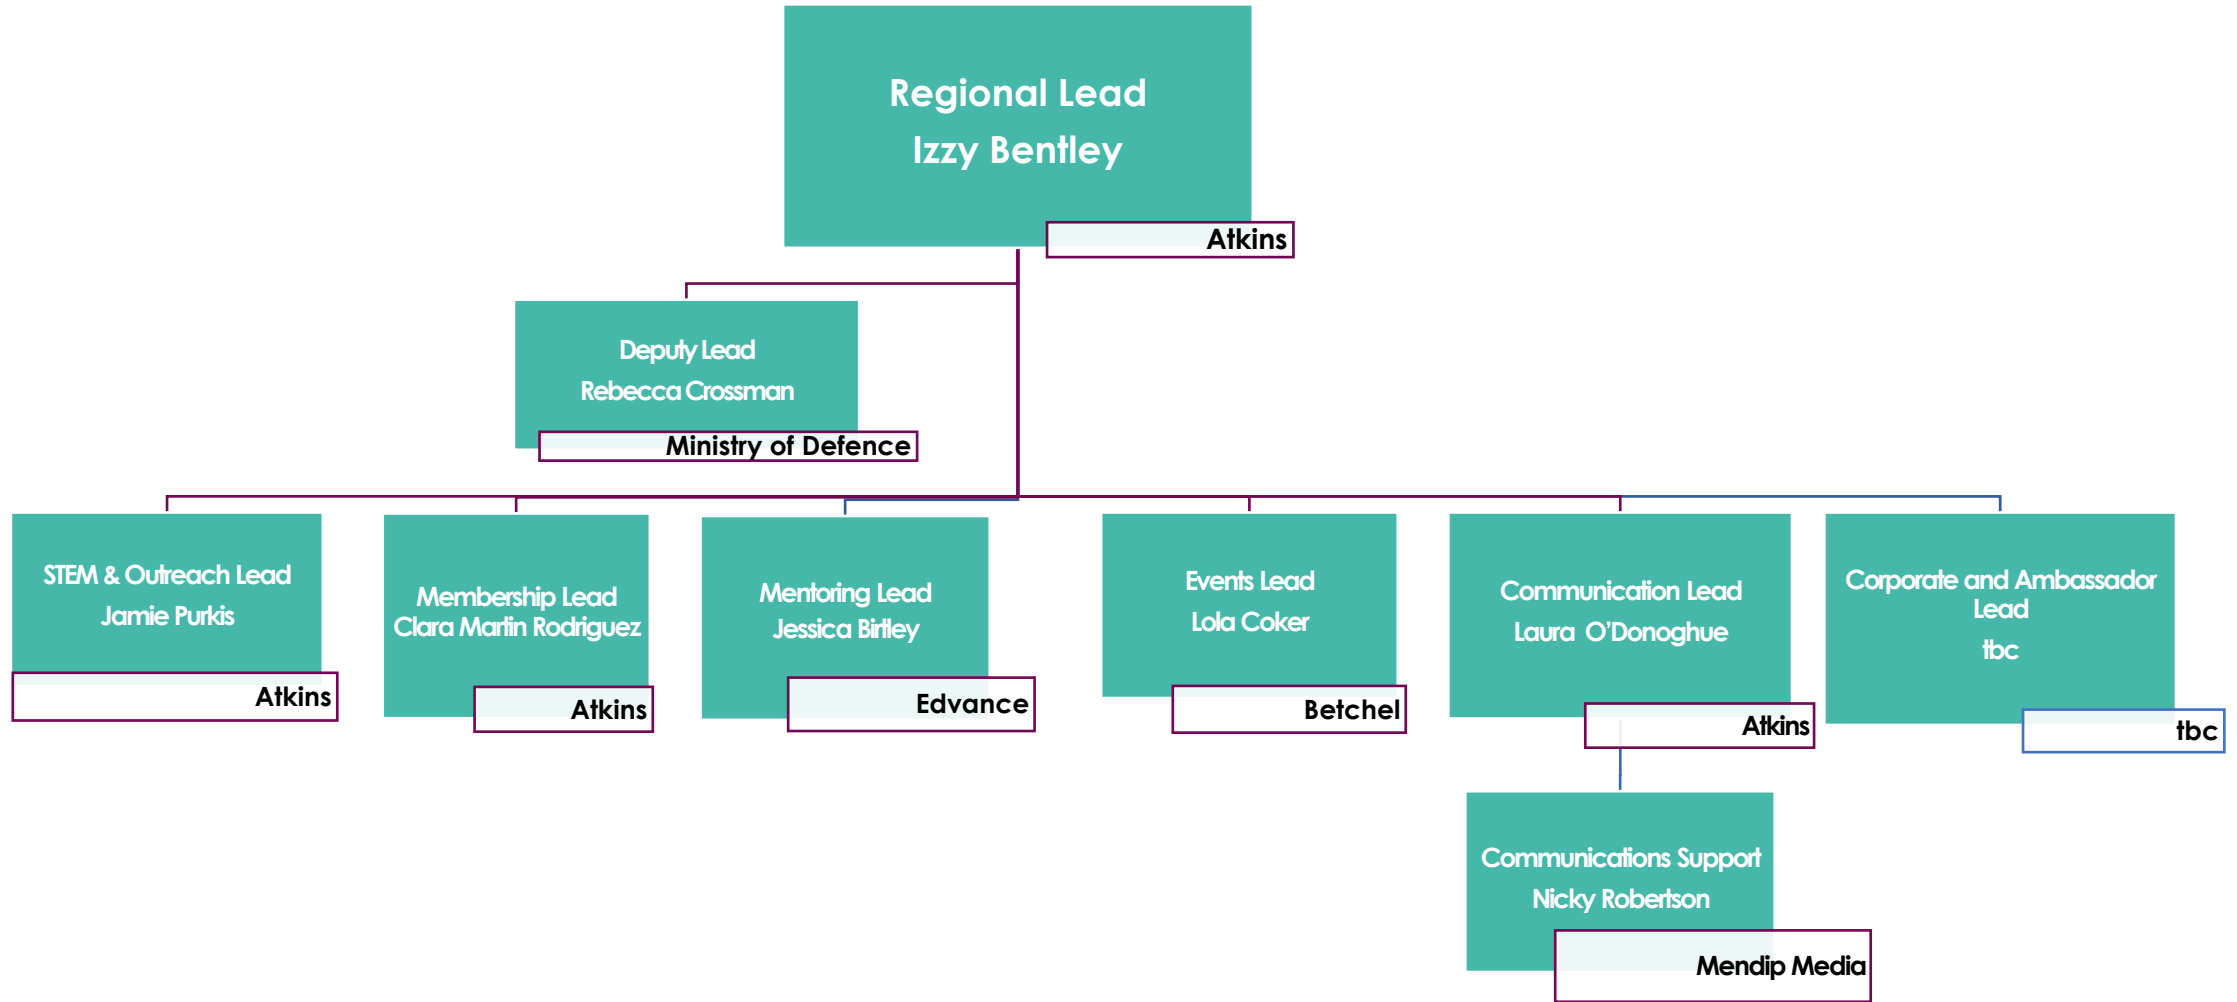 Regional Lead
Izzy Bentley
Atkins
Deputy Lead
Rebecca Crossman
Ministry of Defence
STEM & Outreach Lead
Jamie Purkis
Atkins
Membership Lead
Clara Martin Rodriguez
Atkins
Mentoring Lead
Jessica Birtley
Edvance
Events Lead
Lola Coker
Betchel
Communication Lead
Laura O'Donoghue
Atkins
Corporate and Ambassador
Lead
tbc
tbc
Communications Support
Nicky Robertson
Mendip Media